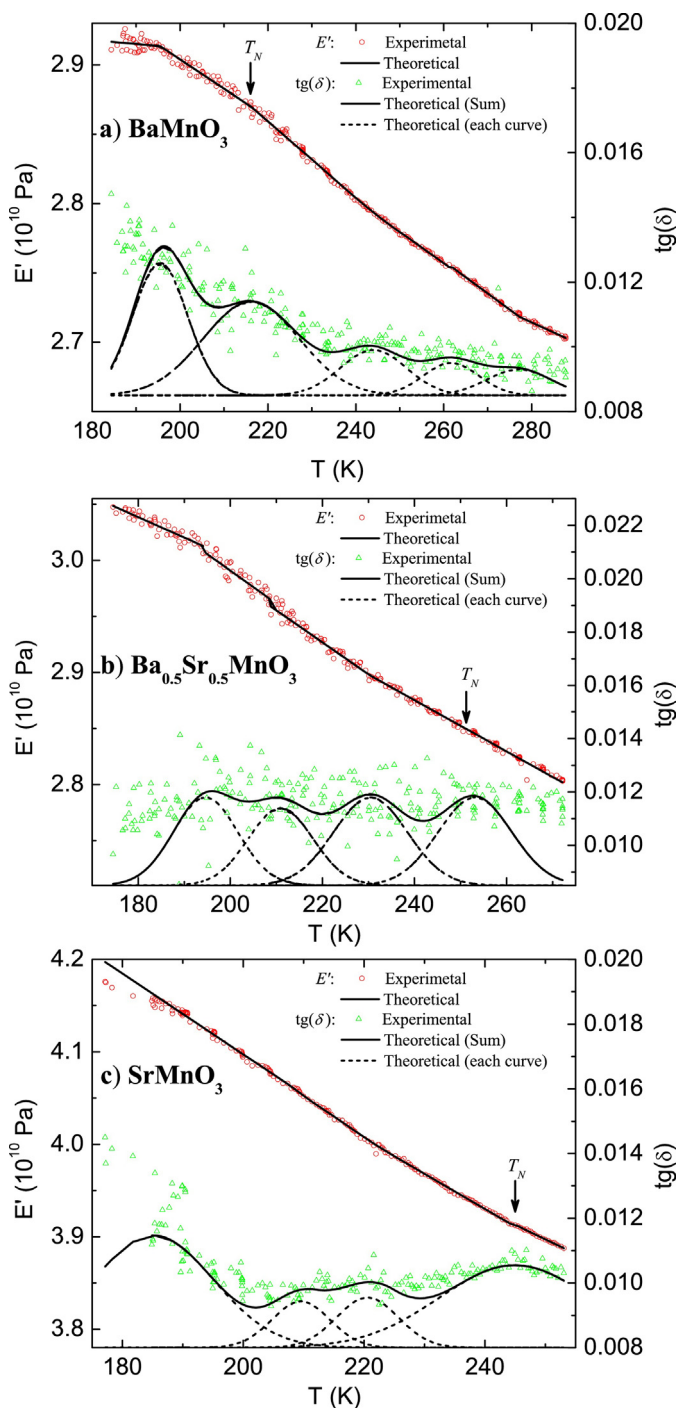 0.020
2.9
T_N
E': Experimetal
Theoretical
tg(δ): Experimental
Theoretical (Sum)
Theoretical (each curve)
0.016
a) BaMnO₃
2.8
E' (10¹⁰ Pa)
tg(δ)
0.012
2.7
0.008
180 200 220 240 260 280
T (K)
3.0
E': Experimetal
Theoretical
tg(δ): Experimental
Theoretical (Sum)
Theoretical (each curve)
0.022
0.020
0.018
2.9
b) Ba₀.₅Sr₀.₅MnO₃
T_N
0.016
E' (10¹⁰ Pa)
tg(δ)
0.014
2.8
0.012
0.010
180 200 220 240 260
T (K)
4.2
0.020
E': Experimetal
Theoretical
tg(δ): Experimental
Theoretical (Sum)
Theoretical (each curve)
0.018
4.1
0.016
c) SrMnO₃
4.0
T_N
E' (10¹⁰ Pa)
tg(δ)
0.014
3.9
0.012
0.010
3.8
0.008
180 200 220 240
T (K)